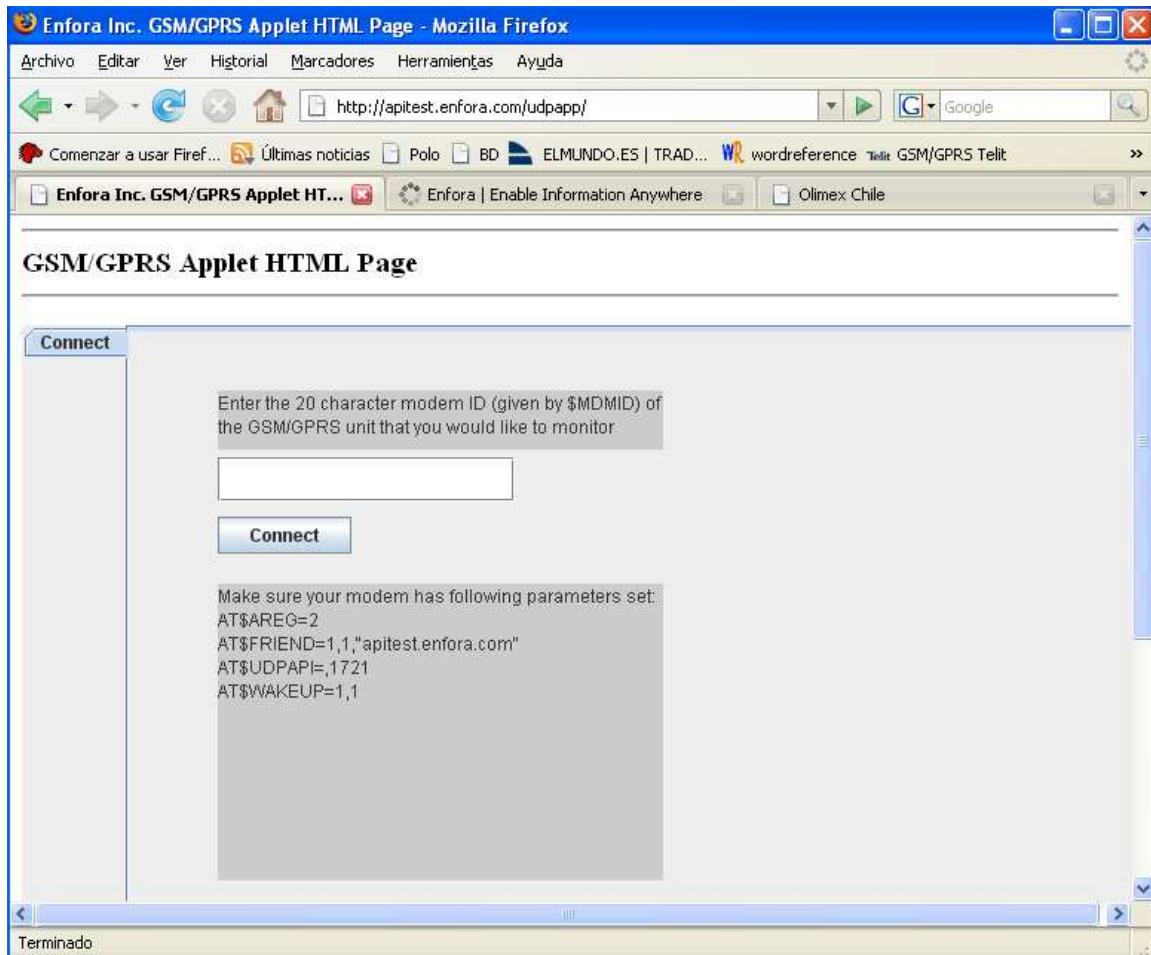 Enfora Inc. GSM/GPRS Applet HTML Page - Mozilla Firefox
Archivo Editar Ver Historial Marcadores Herramientas Ayuda
http://apitest.enfora.com/udpapp/ G Google
Comenzar a usar Firef... Últimas noticias Polo BD ELMUNDO.ES | TRAD... WR wordreference Telit GSM/GPRS Telit »
Enfora Inc. GSM/GPRS Applet HT... Enfora | Enable Information Anywhere Olimex Chile
GSM/GPRS Applet HTML Page
Connect
Enter the 20 character modem ID (given by $MDMID) of
the GSM/GPRS unit that you would like to monitor
Connect
Make sure your modem has following parameters set:
AT$AREG=2
AT$FRIEND=1,1,"apitest.enfora.com"
AT$UDPAPI=,1721
AT$WAKEUP=1,1
Terminado